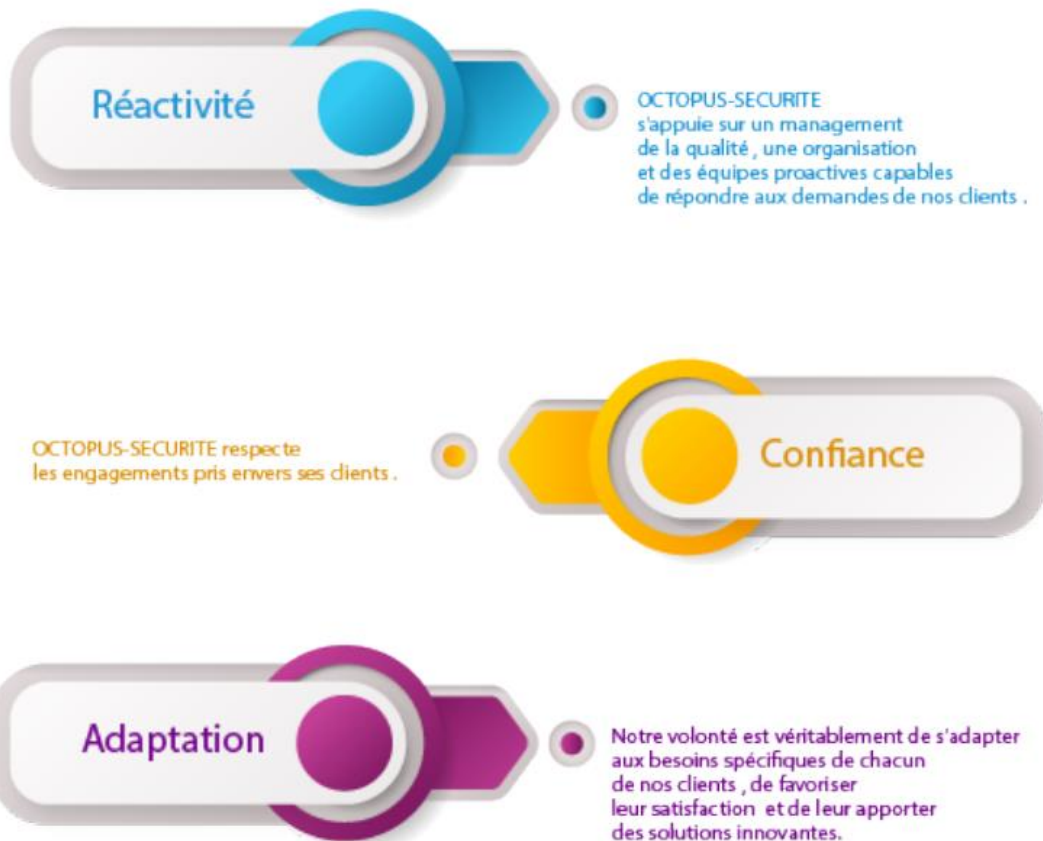 Réactivité
OCTOPUS-SECURITE
s'appuie sur un management
de la qualité , une organisation
et des équipes proactives capables
de répondre aux demandes de nos clients .
OCTOPUS-SECURITE respecte
les engagements pris envers ses clients .
Confiance
Adaptation
Notre volonté est véritablement de s'adapter
aux besoins spécifiques de chacun
de nos clients , de favoriser
leur satisfaction et de leur apporter
des solutions innovantes.